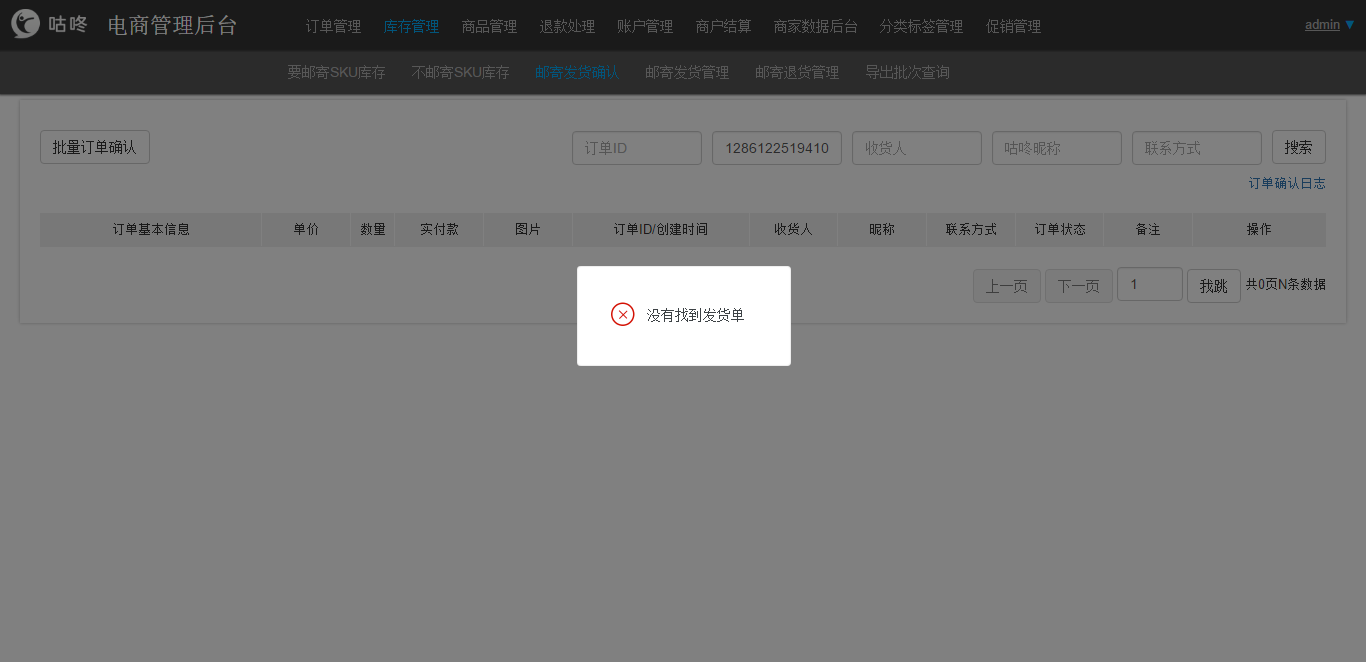 咕咚 电商管理后台 订单管理 库存管理 商品管理 退款处理 账户管理 商户结算 商家数据后台 分类标签管理 促销管理 admin
要邮寄SKU库存 不邮寄SKU库存 邮寄发货确认 邮寄发货管理 邮寄退货管理 导出批次查询
批量订单确认 订单ID 1286122519410 收货人 咕咚昵称 联系方式 搜索
订单确认日志
订单基本信息 单价 数量 实付款 图片 订单ID/创建时间 收货人 昵称 联系方式 订单状态 备注 操作
上一页 下一页 1 我跳 共0页N条数据
没有找到发货单